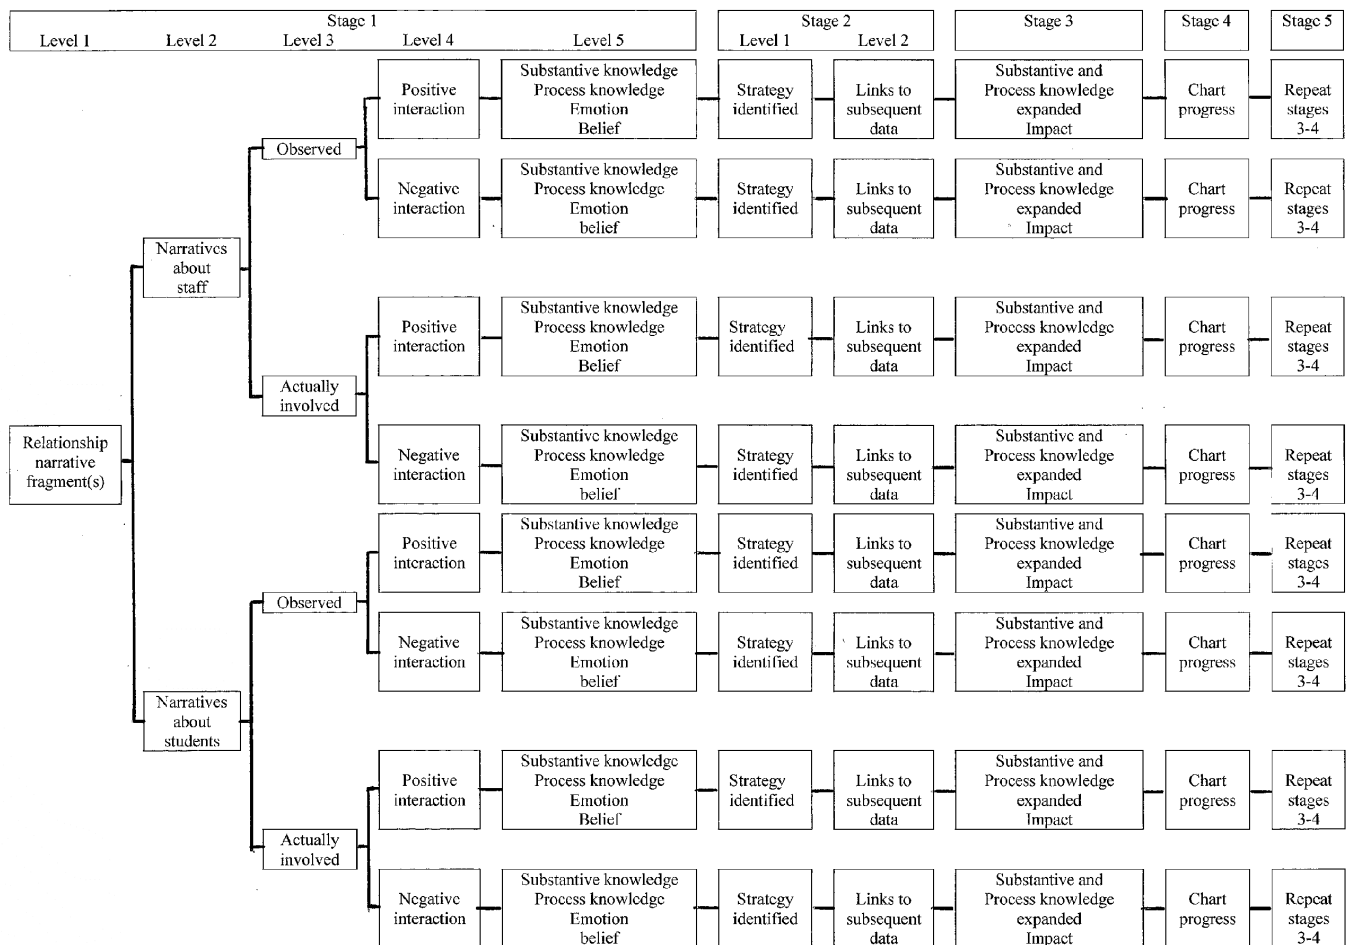 Stage 1
Stage 2
Stage 3
Stage 4
Stage 5
Level 1
Level 2
Level 3
Level 4
Level 5
Level 1
Level 2
Relationship
narrative
fragment(s)
Narratives
about
staff
Observed
Positive
interaction
Substantive knowledge
Process knowledge
Emotion
Belief
Strategy
identified
Links to
subsequent
data
Substantive and
Process knowledge
expanded
Impact
Chart
progress
Repeat
stages
3-4
Negative
interaction
Substantive knowledge
Process knowledge
Emotion
belief
Strategy
identified
Links to
subsequent
data
Substantive and
Process knowledge
expanded
Impact
Chart
progress
Repeat
stages
3-4
Actually
involved
Positive
interaction
Substantive knowledge
Process knowledge
Emotion
Belief
Strategy
identified
Links to
subsequent
data
Substantive and
Process knowledge
expanded
Impact
Chart
progress
Repeat
stages
3-4
Negative
interaction
Substantive knowledge
Process knowledge
Emotion
belief
Strategy
identified
Links to
subsequent
data
Substantive and
Process knowledge
expanded
Impact
Chart
progress
Repeat
stages
3-4
Narratives
about
students
Observed
Positive
interaction
Substantive knowledge
Process knowledge
Emotion
Belief
Strategy
identified
Links to
subsequent
data
Substantive and
Process knowledge
expanded
Impact
Chart
progress
Repeat
stages
3-4
Negative
interaction
Substantive knowledge
Process knowledge
Emotion
belief
Strategy
identified
Links to
subsequent
data
Substantive and
Process knowledge
expanded
Impact
Chart
progress
Repeat
stages
3-4
Actually
involved
Positive
interaction
Substantive knowledge
Process knowledge
Emotion
Belief
Strategy
identified
Links to
subsequent
data
Substantive and
Process knowledge
expanded
Impact
Chart
progress
Repeat
stages
3-4
Negative
interaction
Substantive knowledge
Process knowledge
Emotion
belief
Strategy
identified
Links to
subsequent
data
Substantive and
Process knowledge
expanded
Impact
Chart
progress
Repeat
stages
3-4